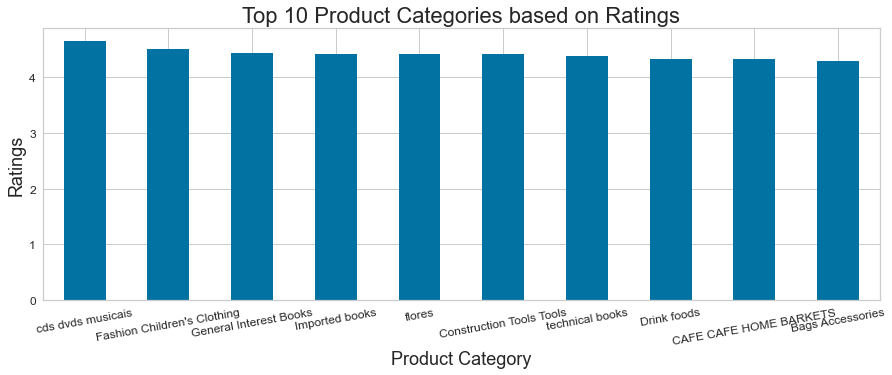 Top 10 Product Categories based on Ratings
Ratings
4
3
2
1
0
cds dvds musicais
Fashion Children's Clothing
General Interest Books
Imported books
flores
Construction Tools Tools
technical books
Drink foods
CAFE CAFE HOME BARKETS
Bags Accessories
Product Category